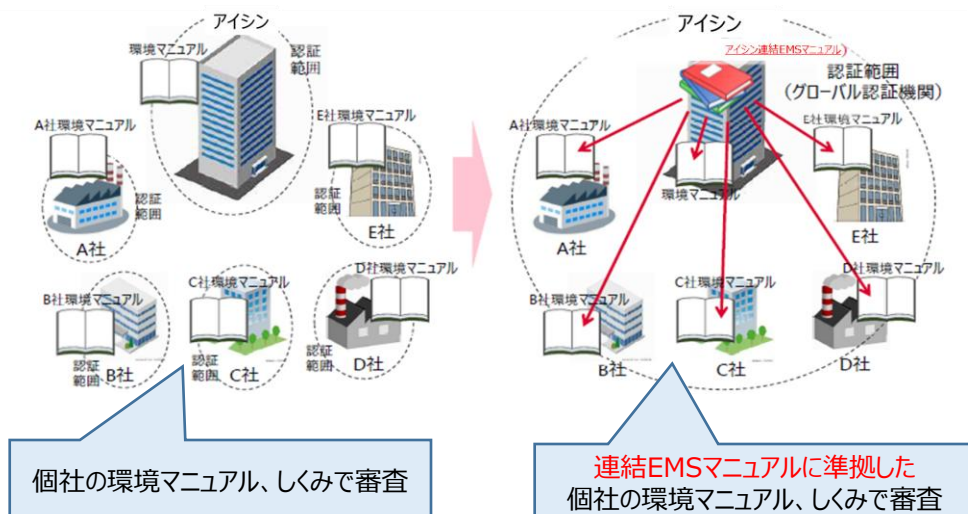 アイシン
環境マニュアル
認証
範囲
A社環境マニュアル
E社環境マニュアル
認証
範囲
A社
認証
範囲
E社
B社環境マニュアル
C社環境マニュアル
D社環境マニュアル
認証
範囲
B社
認証
範囲
C社
認証
範囲
D社
個社の環境マニュアル、しくみで審査
アイシン
アイシン連結EMSマニュアル)
認証範囲
(グローバル認証機関)
A社環境マニュアル
E社環境マニュアル
環境マニュアル
A社
E社
B社環境マニュアル
C社環境マニュアル
D社環境マニュアル
B社
C社
D社
連結EMSマニュアルに準拠した
個社の環境マニュアル、しくみで審査